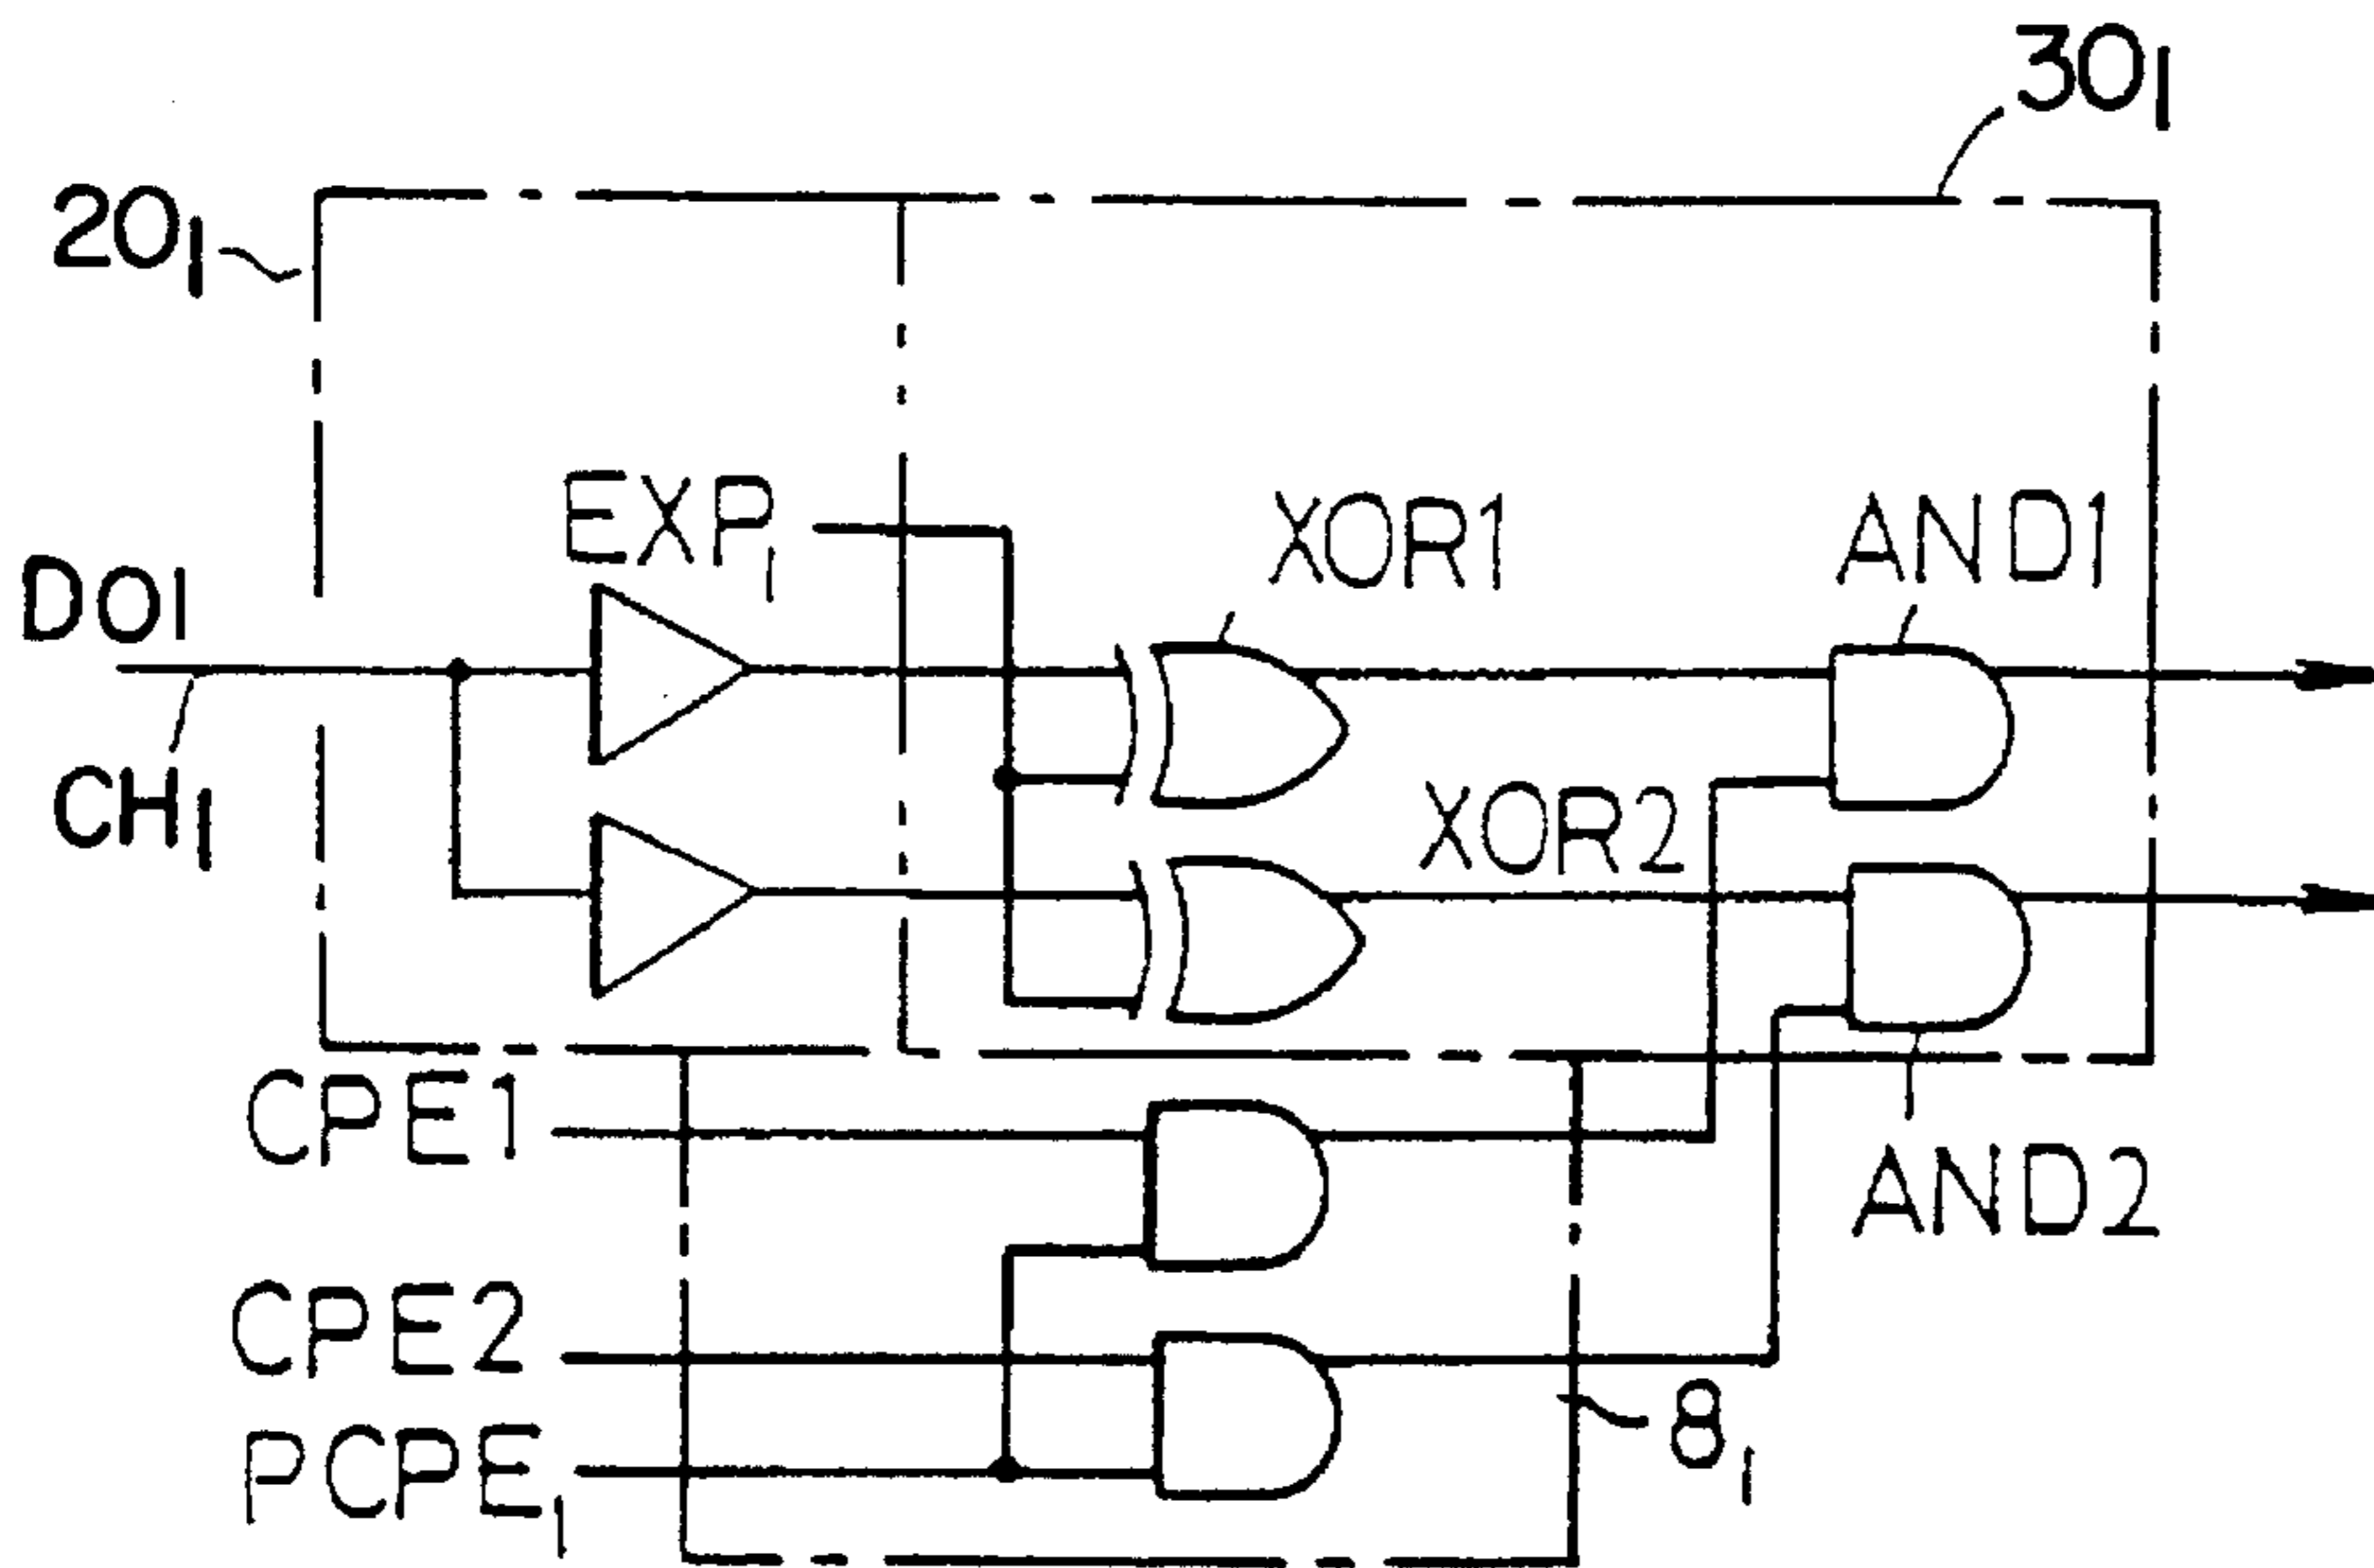 30₁
20₁
EXP₁
XOR1
AND1
DO1
CH₁
XOR2
CPE1
AND2
CPE2
8₁
PCPE₁